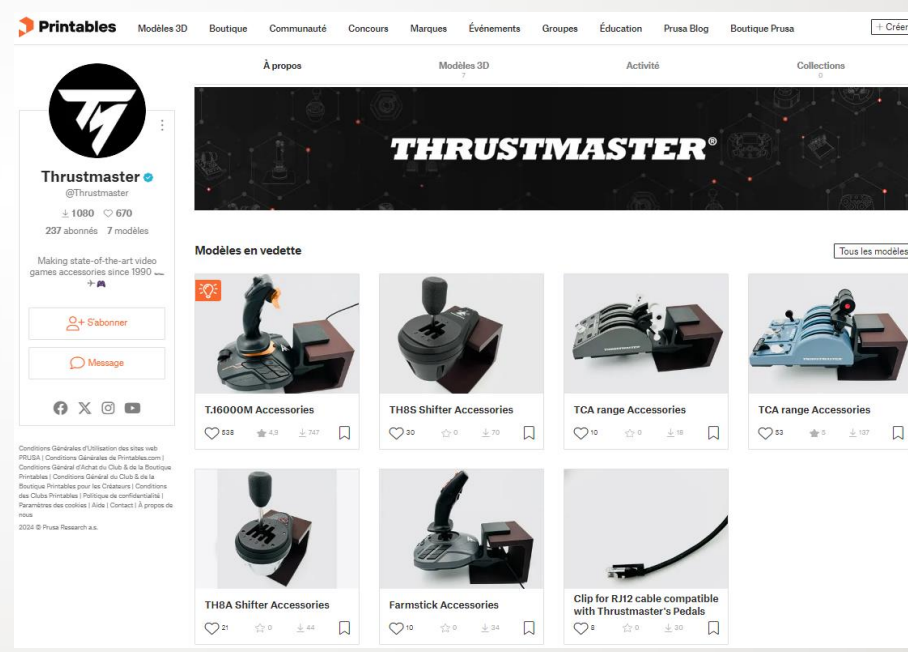 Printables
Modèles 3D
Boutique
Communauté
Concours
Marques
Événements
Groupes
Éducation
Prusa Blog
Boutique Prusa
+ Créer
À propos
Modèles 3D
7
Activité
Collections
0
THRUSTMASTER®
Thrustmaster
@Thrustmaster
1080 670
237 abonnés 7 modèles
Making state-of-the-art video
games accessories since 1990
S'abonner
Message
Conditions Générales d'Utilisation des sites web
PRUSA | Conditions Générales de Printables.com |
Conditions Général d'Achat du Club & de la Boutique
Printables | Conditions Général du Club & de la
Boutique Printables pour les Créateurs | Conditions
des Clubs Printables | Politique de confidentialité |
Paramètres des cookies | Aide | Contact | À propos de
nous
2024 © Prusa Research a.s.
Modèles en vedette
Tous les modèles
T.16000M Accessories
538 4.9 747
TH8S Shifter Accessories
30 0 70
THRUSTMASTER
TCA range Accessories
10 0 18
THRUSTMASTER
TCA range Accessories
53 5 137
TH8A Shifter Accessories
21 0 44
Farmstick Accessories
10 0 34
Clip for RJ12 cable compatible
with Thrustmaster's Pedals
8 0 30